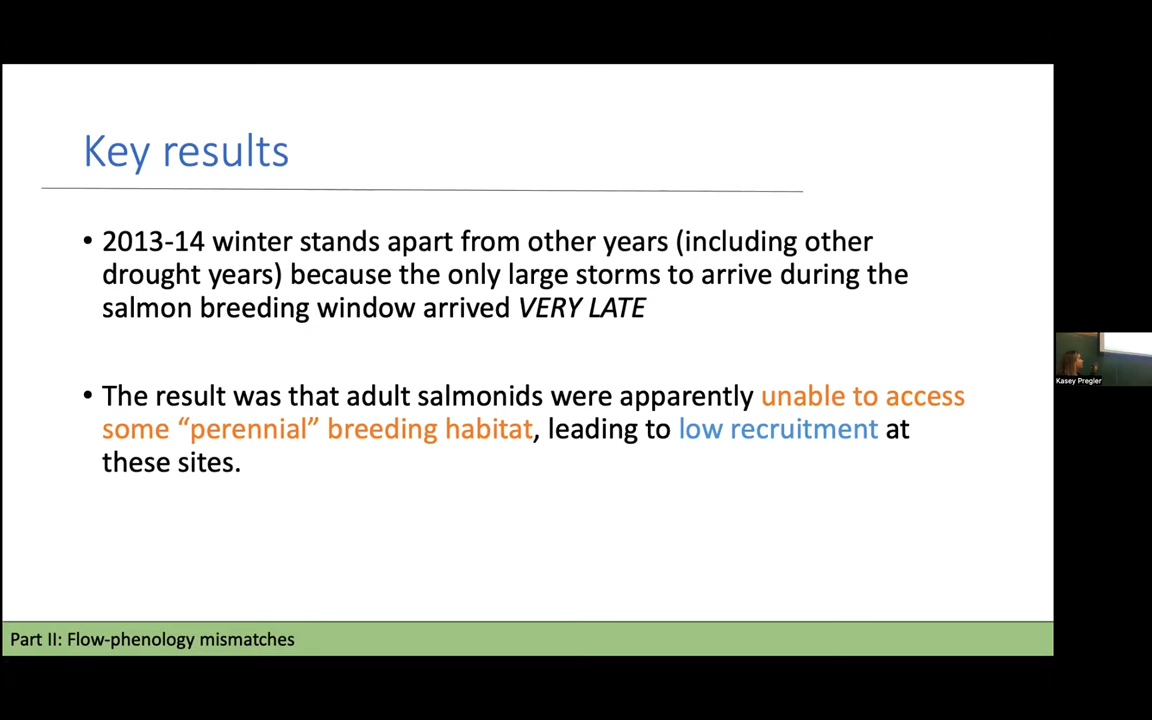 Key results
• 2013-14 winter stands apart from other years (including other
drought years) because the only large storms to arrive during the
salmon breeding window arrived VERY LATE
• The result was that adult salmonids were apparently unable to access
some “perennial” breeding habitat, leading to low recruitment at
these sites.
Kasey Pregler
Part II: Flow-phenology mismatches